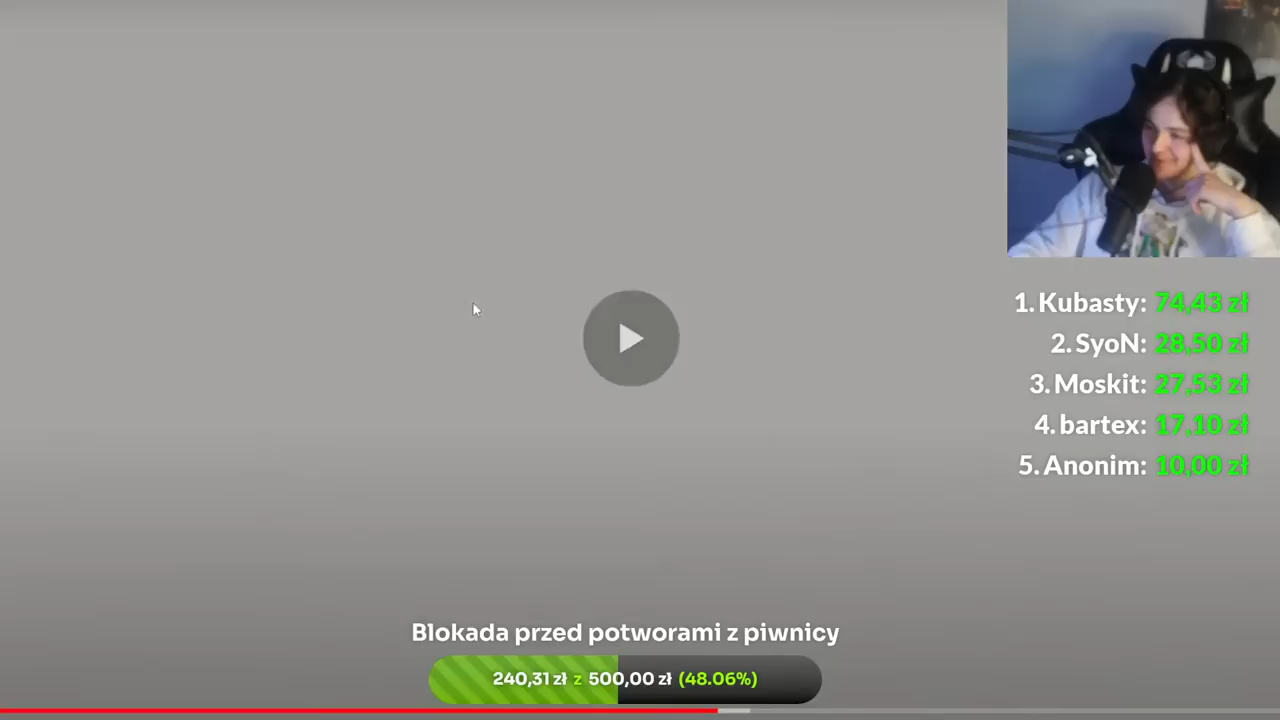 1. Kubasty: 74,43 zł
2. SyoN: 28,50 zł
3. Moskit: 27,53 zł
4. bartex: 17,10 zł
5. Anonim: 10,00 zł
Blokada przed potworami z piwnicy
240,31 zł z 500,00 zł (48.06%)